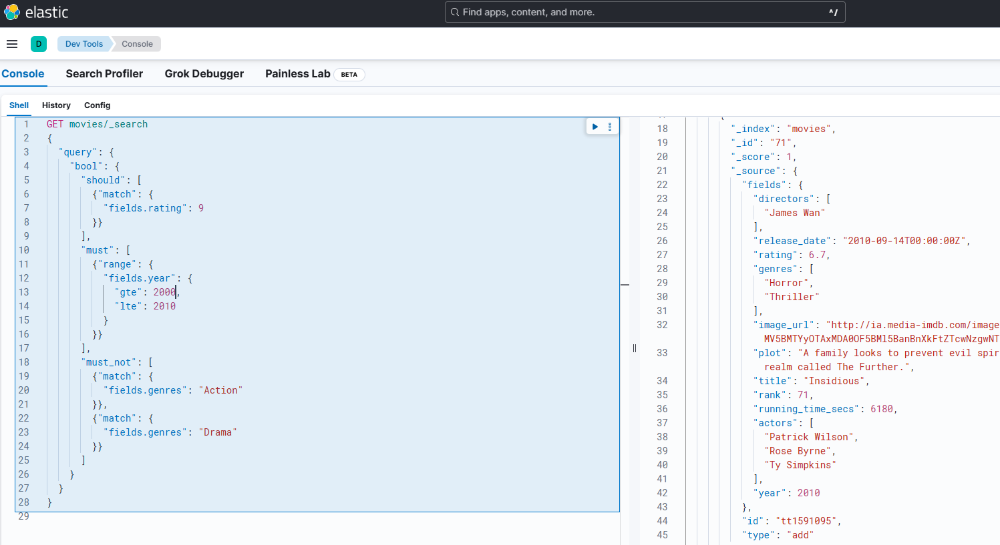 elastic
Find apps, content, and more.
^/
D
Dev Tools
Console
Console
Search Profiler
Grok Debugger
Painless Lab
BETA
Shell
History
Config
1 GET movies/_search
2 {
3 "query": {
4 "bool": {
5 "should": [
6 {"match": {
7 "fields.rating": 9
8 }}
9 ],
10 "must": [
11 {"range": {
12 "fields.year": {
13 "gte": 2000,
14 "lte": 2010
15 }
16 }}
17 ],
18 "must_not": [
19 {"match": {
20 "fields.genres": "Action"
21 }},
22 {"match": {
23 "fields.genres": "Drama"
24 }}
25 ]
26 }
27 }
28 }
29
18 "_index": "movies",
19 "_id": "71",
20 "_score": 1,
21 "_source": {
22 "fields": {
23 "directors": [
24 "James Wan"
25 ],
26 "release_date": "2010-09-14T00:00:00Z",
27 "rating": 6.7,
28 "genres": [
29 "Horror",
30 "Thriller"
31 ],
32 "image_url": "http://ia.media-imdb.com/image
MV5BMTYyOTAxMDA0OF5BMl5BanBnXkFtZTcwNzgwNT
33 "plot": "A family looks to prevent evil spir
realm called The Further.",
34 "title": "Insidious",
35 "rank": 71,
36 "running_time_secs": 6180,
37 "actors": [
38 "Patrick Wilson",
39 "Rose Byrne",
40 "Ty Simpkins"
41 ],
42 "year": 2010
43 },
44 "id": "tt1591095",
45 "type": "add"